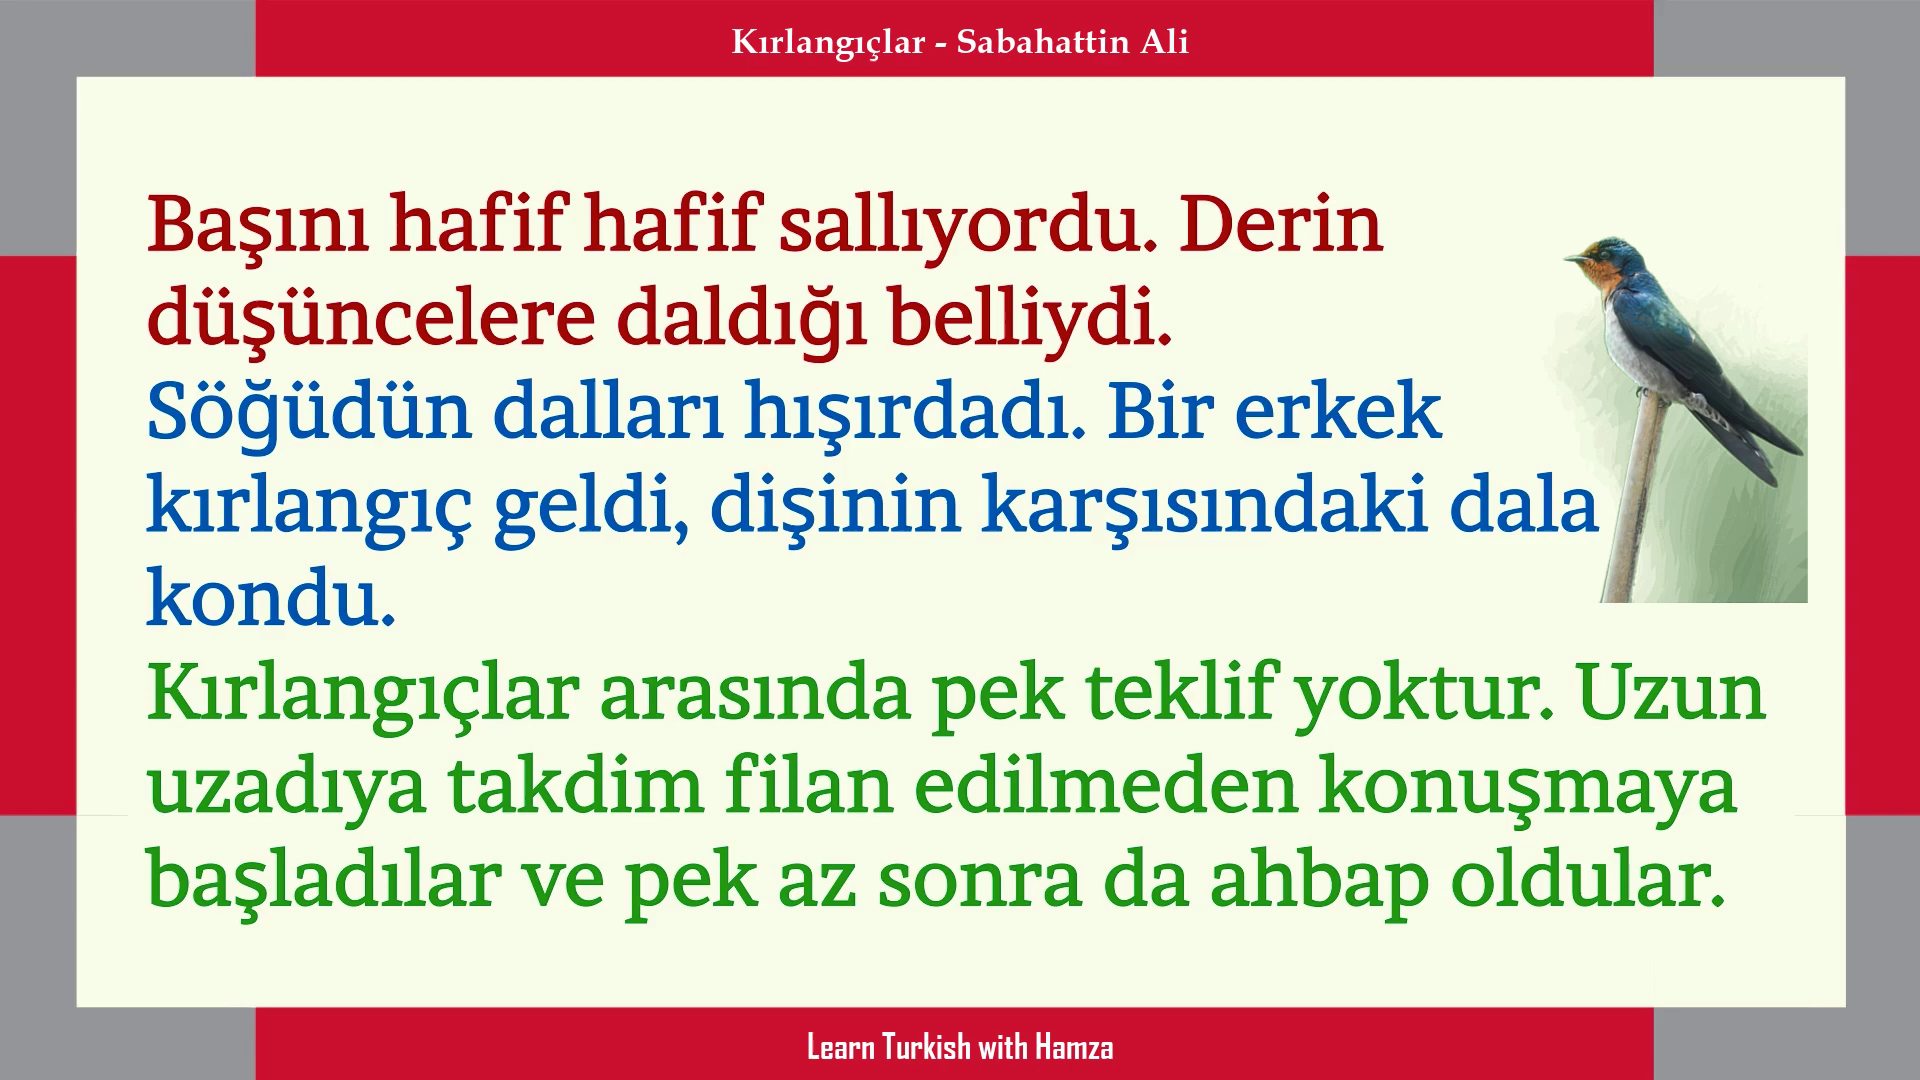 Kırlangıçlar - Sabahattin Ali
Başını hafif hafif sallıyordu. Derin
düşüncelere daldığı belliydi.
Söğüdün dalları hışırdadı. Bir erkek
kırlangıç geldi, dişinin karşısındaki dala
kondu.
Kırlangıçlar arasında pek teklif yoktur. Uzun
uzadıya takdim filan edilmeden konuşmaya
başladılar ve pek az sonra da ahbap oldular.
Learn Turkish with Hamza